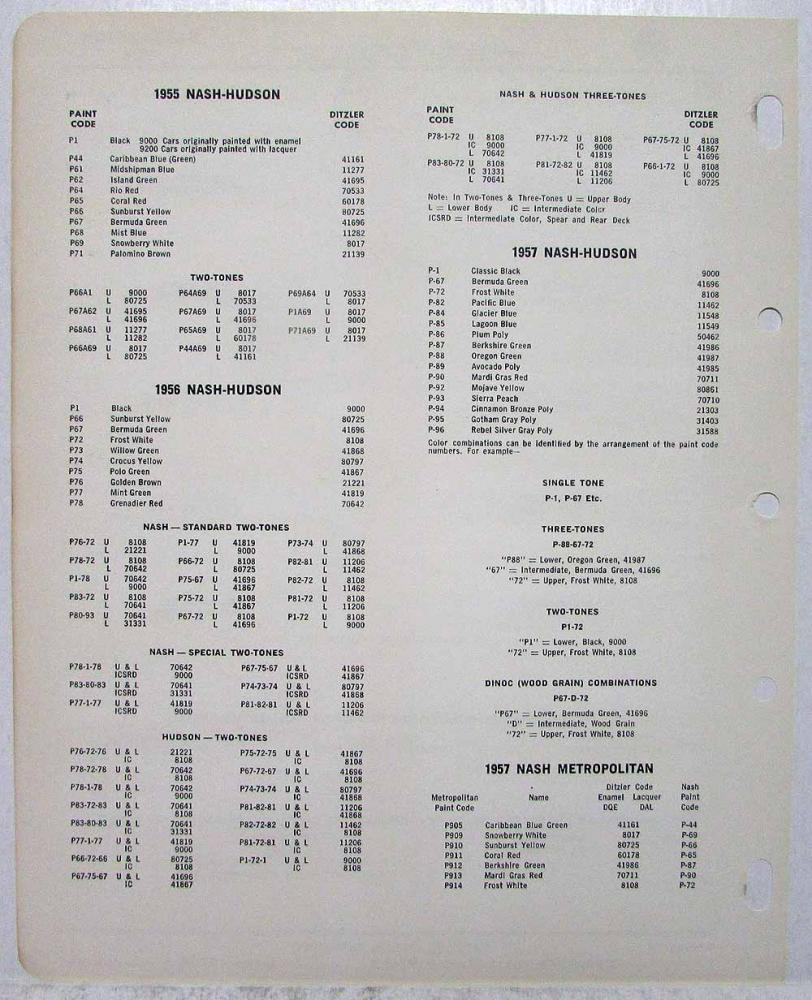 1955 NASH-HUDSON
PAINT CODE DITZLER CODE
P1 Black 9000 Cars originally painted with enamel
9200 Cars originally painted with lacquer
P44 Caribbean Blue (Green) 41161
P61 Midshipman Blue 11277
P62 Island Green 41695
P64 Rio Red 70533
P65 Coral Red 60178
P66 Sunburst Yellow 80725
P67 Bermuda Green 41696
P68 Mist Blue 11282
P69 Snowberry White 8017
P71 Palomino Brown 21139
TWO-TONES
P66A1 U 9000 P64A69 U 8017 P69A64 U 70533
L 80725 L 70533 L 8017
P67A62 U 41695 P67A69 U 8017 P1A69 U 8017
L 41696 L 41696 L 9000
P68A61 U 11277 P65A69 U 8017 P71A69 U 8017
L 11282 L 60178 L 21139
P66A69 U 8017 P44A69 U 8017
L 80725 L 41161
1956 NASH-HUDSON
P1 Black 9000
P66 Sunburst Yellow 80725
P67 Bermuda Green 41696
P72 Frost White 8108
P73 Willow Green 41868
P74 Crocus Yellow 80797
P75 Polo Green 41867
P76 Golden Brown 21221
P77 Mint Green 41819
P78 Grenadier Red 70642
NASH — STANDARD TWO-TONES
P76-72 U 8108 P1-77 U 41819 P73-74 U 80797
L 21221 L 9000 L 41868
P78-72 U 8108 P66-72 U 8108 P82-81 U 11206
L 70642 L 80725 L 11462
P1-78 U 70642 P75-67 U 41696 P82-72 U 8108
L 9000 L 41867 L 11462
P83-72 U 8108 P75-72 U 8108 P81-72 U 8108
L 70641 L 41867 L 11206
P80-93 U 70641 P67-72 U 8108 P1-72 U 8108
L 31331 L 41696 L 9000
NASH — SPECIAL TWO-TONES
P78-1-78 U & L 70642 P67-75-67 U & L 41696
ICSRD 9000 ICSRD 41867
P83-80-83 U & L 70641 P74-73-74 U & L 80797
ICSRD 31331 ICSRD 41868
P77-1-77 U & L 41819 P81-82-81 U & L 11206
ICSRD 9000 ICSRD 11462
HUDSON — TWO-TONES
P76-72-76 U & L 21221 P75-72-75 U & L 41867
IC 8108 IC 8108
P78-72-78 U & L 70642 P67-72-67 U & L 41696
IC 8108 IC 8108
P78-1-78 U & L 70642 P74-73-74 U & L 80797
IC 9000 IC 41868
P83-72-83 U & L 70641 P82-82-81 U & L 11206
IC 8108 IC 41868
P83-80-83 U & L 70641 P82-72-82 U & L 11462
IC 31331 IC 8108
P77-1-77 U & L 41819 P81-72-81 U & L 11206
IC 9000 IC 8108
P66-72-66 U & L 80725 P1-72-1 U & L 9000
IC 8108 IC 8108
P67-75-67 U & L 41696
IC 41867
NASH & HUDSON THREE-TONES
PAINT CODE DITZLER CODE
P78-1-72 U 8108 P77-1-72 U 8108 P67-75-72 U 8108
IC 9000 IC 9000 IC 41867
L 70642 L 41819 L 41696
P83-80-72 U 8108 P81-72-82 U 8108 P66-1-72 U 8108
IC 31331 IC 11462 IC 9000
L 70641 L 11206 L 80725
Note: In Two-Tones & Three-Tones U = Upper Body
L = Lower Body IC = Intermediate Color
ICSRD = Intermediate Color, Spear and Rear Deck
1957 NASH-HUDSON
P-1 Classic Black 9000
P-67 Bermuda Green 41696
P-72 Frost White 8108
P-82 Pacific Blue 11462
P-84 Glacier Blue 11548
P-85 Lagoon Blue 11549
P-86 Plum Poly 50462
P-87 Berkshire Green 41986
P-88 Oregon Green 41987
P-89 Avocado Poly 41985
P-90 Mardi Gras Red 70711
P-92 Mojave Yellow 80861
P-93 Sierra Peach 70710
P-94 Cinnamon Bronze Poly 21303
P-95 Gotham Gray Poly 31403
P-96 Rebel Silver Gray Poly 31588
Color combinations can be identified by the arrangement of the paint code
numbers. For example—
SINGLE TONE
P-1, P-67 Etc.
THREE-TONES
P-88-67-72
"P88" = Lower, Oregon Green, 41987
"67" = Intermediate, Bermuda Green, 41696
"72" = Upper, Frost White, 8108
TWO-TONES
P1-72
"P1" = Lower, Black, 9000
"72" = Upper, Frost White, 8108
DINOC (WOOD GRAIN) COMBINATIONS
P67-D-72
"P67" = Lower, Bermuda Green, 41696
"D" = Intermediate, Wood Grain
"72" = Upper, Frost White, 8108
1957 NASH METROPOLITAN
Ditzler Code Nash
Metropolitan Name Enamel Lacquer Paint
Paint Code DQE DAL Code
P905 Caribbean Blue Green 41161 P-44
P909 Snowberry White 8017 P-69
P910 Sunburst Yellow 80725 P-66
P911 Coral Red 60178 P-65
P912 Berkshire Green 41986 P-87
P913 Mardi Gras Red 70711 P-90
P914 Frost White 8108 P-72